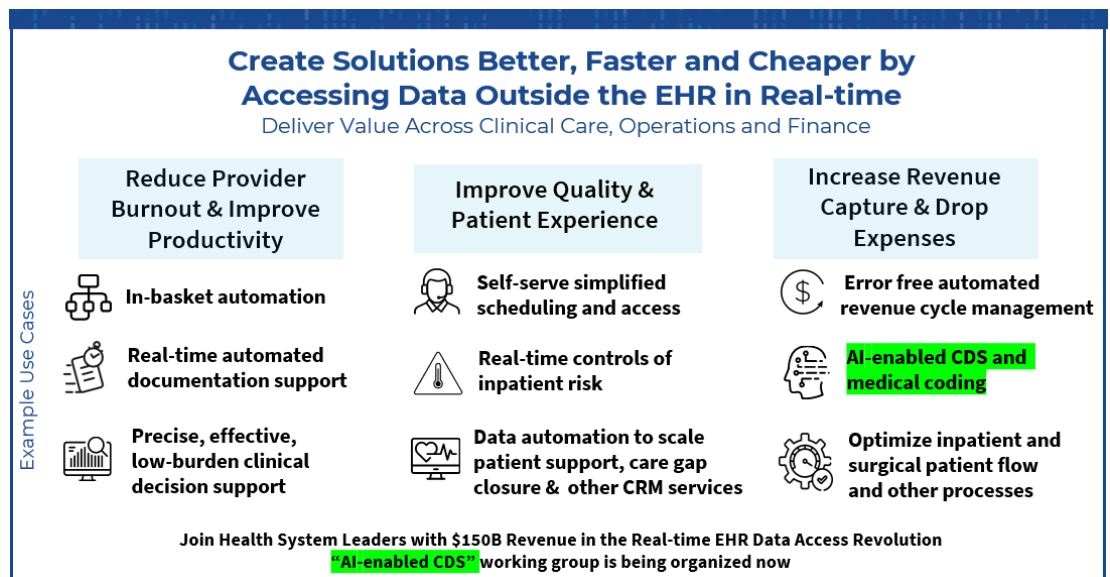 Create Solutions Better, Faster and Cheaper by
Accessing Data Outside the EHR in Real-time
Deliver Value Across Clinical Care, Operations and Finance
Example Use Cases
Reduce Provider
Burnout & Improve
Productivity
In-basket automation
Real-time automated
documentation support
Precise, effective,
low-burden clinical
decision support
Improve Quality &
Patient Experience
Self-serve simplified
scheduling and access
Real-time controls of
inpatient risk
Data automation to scale
patient support, care gap
closure & other CRM services
Increase Revenue
Capture & Drop
Expenses
$
Error free automated
revenue cycle management
AI-enabled CDS and
medical coding
Optimize inpatient and
surgical patient flow
and other processes
Join Health System Leaders with $150B Revenue in the Real-time EHR Data Access Revolution
“AI-enabled CDS” working group is being organized now